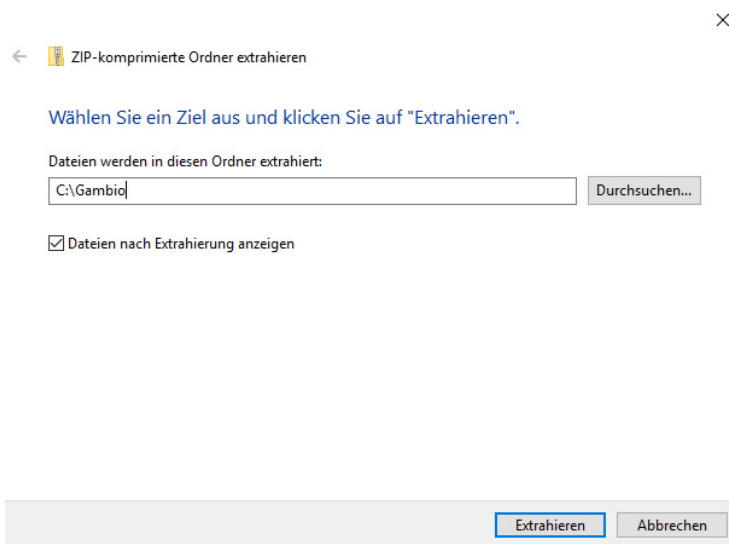 ZIP-komprimierte Ordner extrahieren
Wählen Sie ein Ziel aus und klicken Sie auf "Extrahieren".
Dateien werden in diesen Ordner extrahiert:
C:\Gambio
Durchsuchen...
Dateien nach Extrahierung anzeigen
Extrahieren
Abbrechen